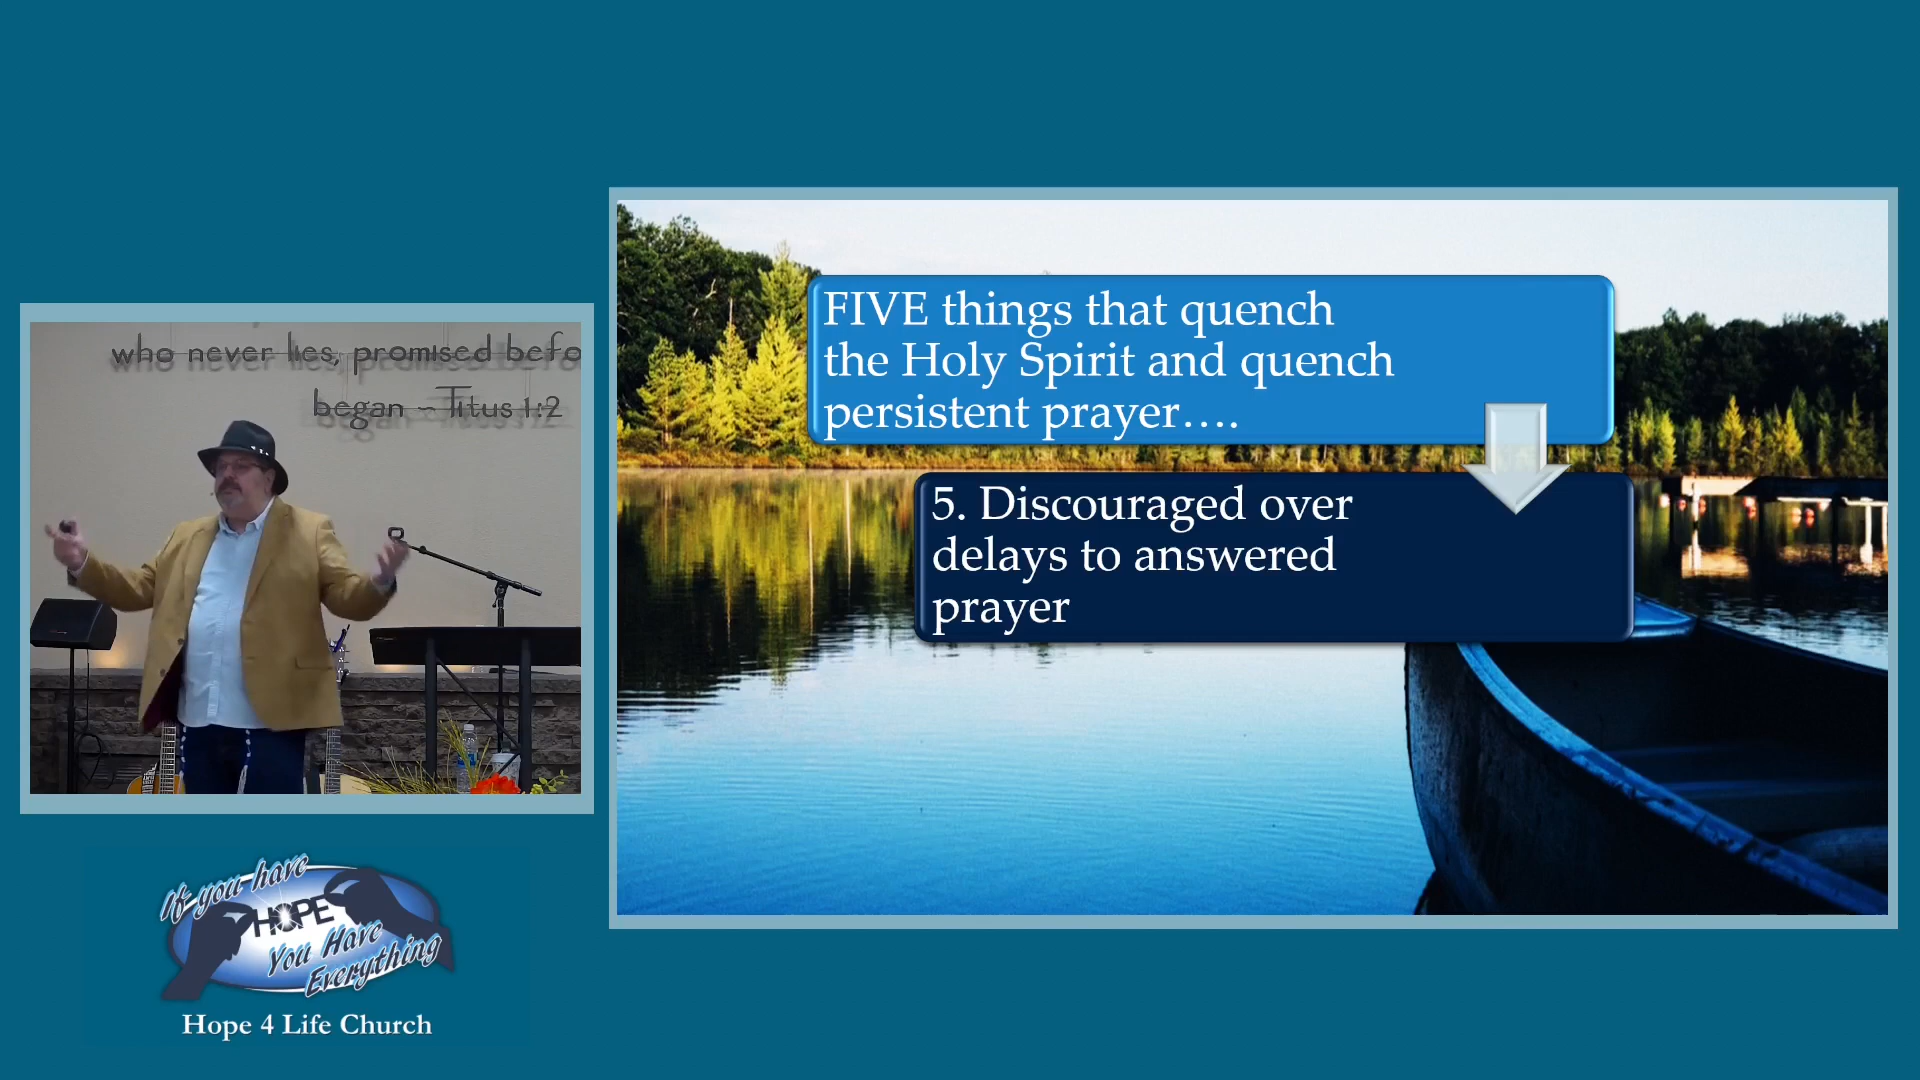 who never lies, promised befo
began ~ Titus 1:2
FIVE things that quench
the Holy Spirit and quench
persistent prayer….
5. Discouraged over
delays to answered
prayer
If you have
HOPE
You Have
Everything
Hope 4 Life Church